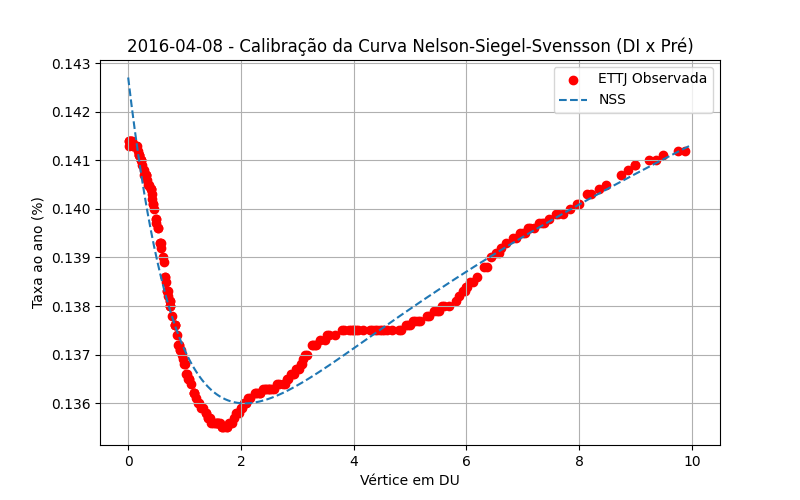 2016-04-08 - Calibração da Curva Nelson-Siegel-Svensson (DI x Pré)
ETTJ Observada
NSS
Taxa ao ano (%)
0.143
0.142
0.141
0.140
0.139
0.138
0.137
0.136
0 2 4 6 8 10
Vértice em DU